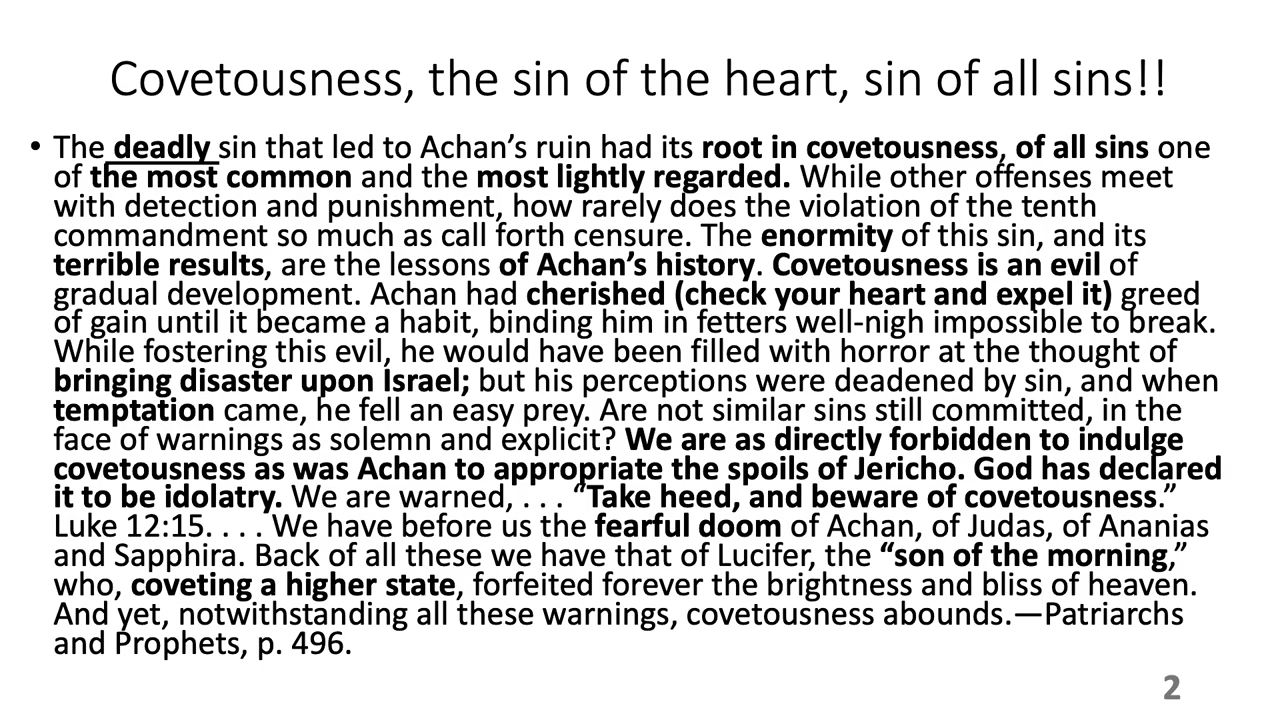 Covetousness, the sin of the heart, sin of all sins!!
• The deadly sin that led to Achan’s ruin had its root in covetousness, of all sins one
of the most common and the most lightly regarded. While other offenses meet
with detection and punishment, how rarely does the violation of the tenth
commandment so much as call forth censure. The enormity of this sin, and its
terrible results, are the lessons of Achan’s history. Covetousness is an evil of
gradual development. Achan had cherished (check your heart and expel it) greed
of gain until it became a habit, binding him in fetters well-nigh impossible to break.
While fostering this evil, he would have been filled with horror at the thought of
bringing disaster upon Israel; but his perceptions were deadened by sin, and when
temptation came, he fell an easy prey. Are not similar sins still committed, in the
face of warnings as solemn and explicit? We are as directly forbidden to indulge
covetousness as was Achan to appropriate the spoils of Jericho. God has declared
it to be idolatry. We are warned, . . . “Take heed, and beware of covetousness.”
Luke 12:15. . . . We have before us the fearful doom of Achan, of Judas, of Ananias
and Sapphira. Back of all these we have that of Lucifer, the “son of the morning,”
who, coveting a higher state, forfeited forever the brightness and bliss of heaven.
And yet, notwithstanding all these warnings, covetousness abounds.—Patriarchs
and Prophets, p. 496.
2